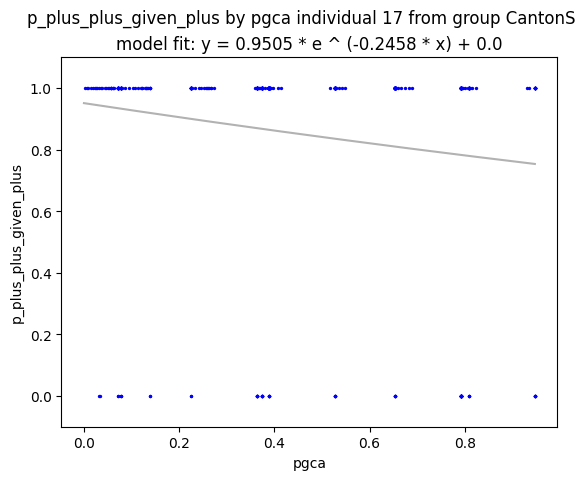 p_plus_plus_given_plus by pgca individual 17 from group CantonS
model fit: y = 0.9505 * e ^ (-0.2458 * x) + 0.0
p_plus_plus_given_plus
1.0
0.8
0.6
0.4
0.2
0.0
0.0 0.2 0.4 0.6 0.8
pgca